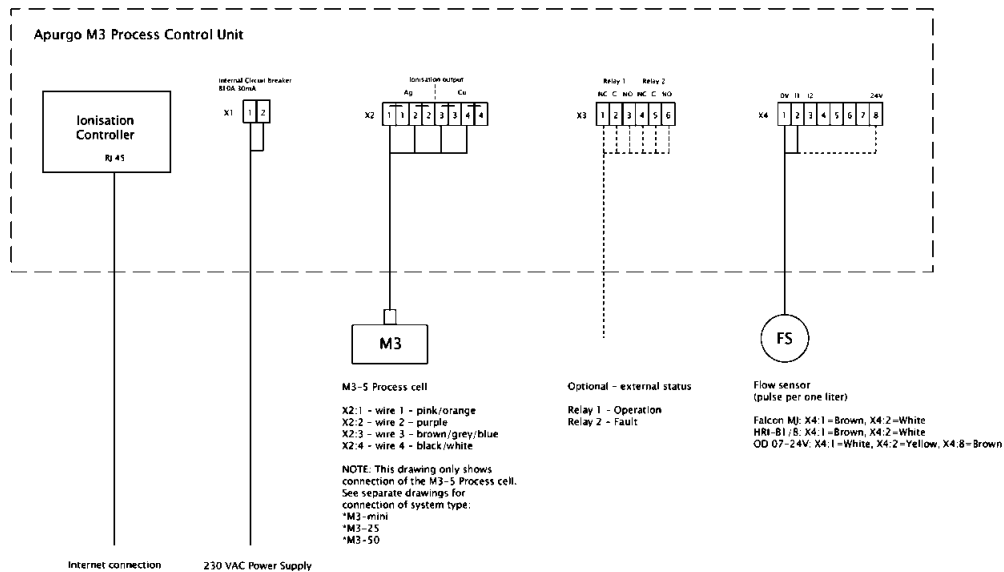 Apurgo M3 Process Control Unit
Ionisation
Controller
RJ 45
Internal Circuit Breaker
B10A 30mA
X1 1 2
Ionisation output
Ag Cu
X2 1 1 2 2 3 3 4 4
Relay 1 Relay 2
NC C NO NC C NO
X3 1 2 3 4 5 6
0V I1 I2 24V
X4 1 2 3 4 5 6 7 8
M3
FS
M3-5 Process cell
X2:1 - wire 1 - pink/orange
X2:2 - wire 2 - purple
X2:3 - wire 3 - brown/grey/blue
X2:4 - wire 4 - black/white
NOTE: This drawing only shows
connection of the M3-5 Process cell.
See separate drawings for
connection of system type:
*M3-mini
*M3-25
*M3-50
Optional - external status
Relay 1 - Operation
Relay 2 - Fault
Flow sensor
(pulse per one liter)
Falcon MJ: X4:1=Brown, X4:2=White
HRI-B1/8: X4:1=Brown, X4:2=White
OD 07-24V: X4:1=White, X4:2=Yellow, X4:8=Brown
Internet connection
230 VAC Power Supply